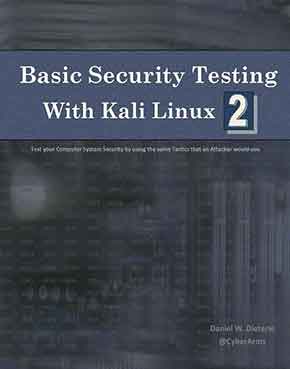 Basic Security Testing
With Kali Linux 2
Test your Computer System Security by using the same Tactics that an Attacker would use
Daniel W. Dieterle
@CyberArms